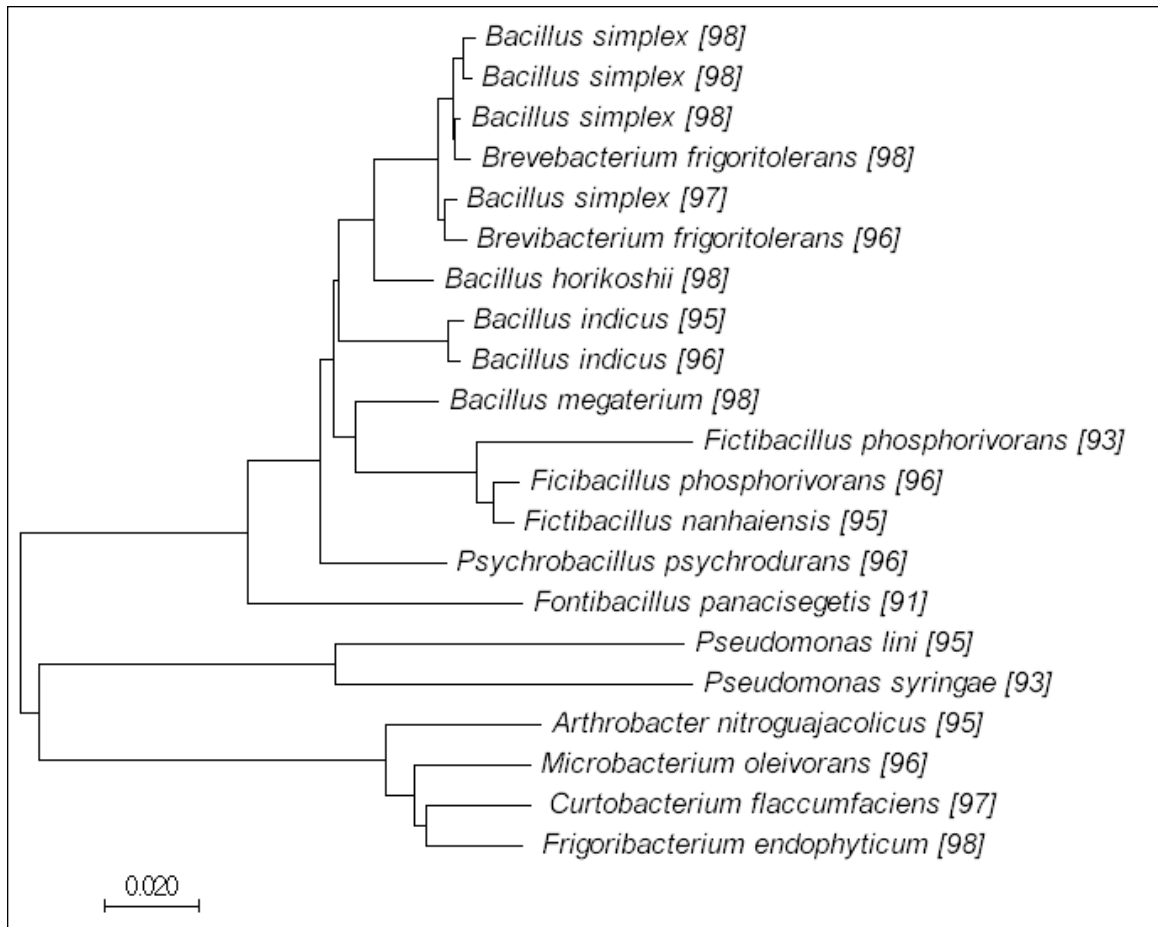 Bacillus simplex [98]
Bacillus simplex [98]
Bacillus simplex [98]
Brevebacterium frigoritolerans [98]
Bacillus simplex [97]
Brevibacterium frigoritolerans [96]
Bacillus horikoshii [98]
Bacillus indicus [95]
Bacillus indicus [96]
Bacillus megaterium [98]
Fictibacillus phosphorivorans [93]
Ficibacillus phosphorivorans [96]
Fictibacillus nanhaiensis [95]
Psychrobacillus psychrodurans [96]
Fontibacillus panacisegetis [91]
Pseudomonas lini [95]
Pseudomonas syringae [93]
Arthrobacter nitroguajacolicus [95]
Microbacterium oleivorans [96]
Curtobacterium flaccumfaciens [97]
Frigoribacterium endophyticum [98]
0.020